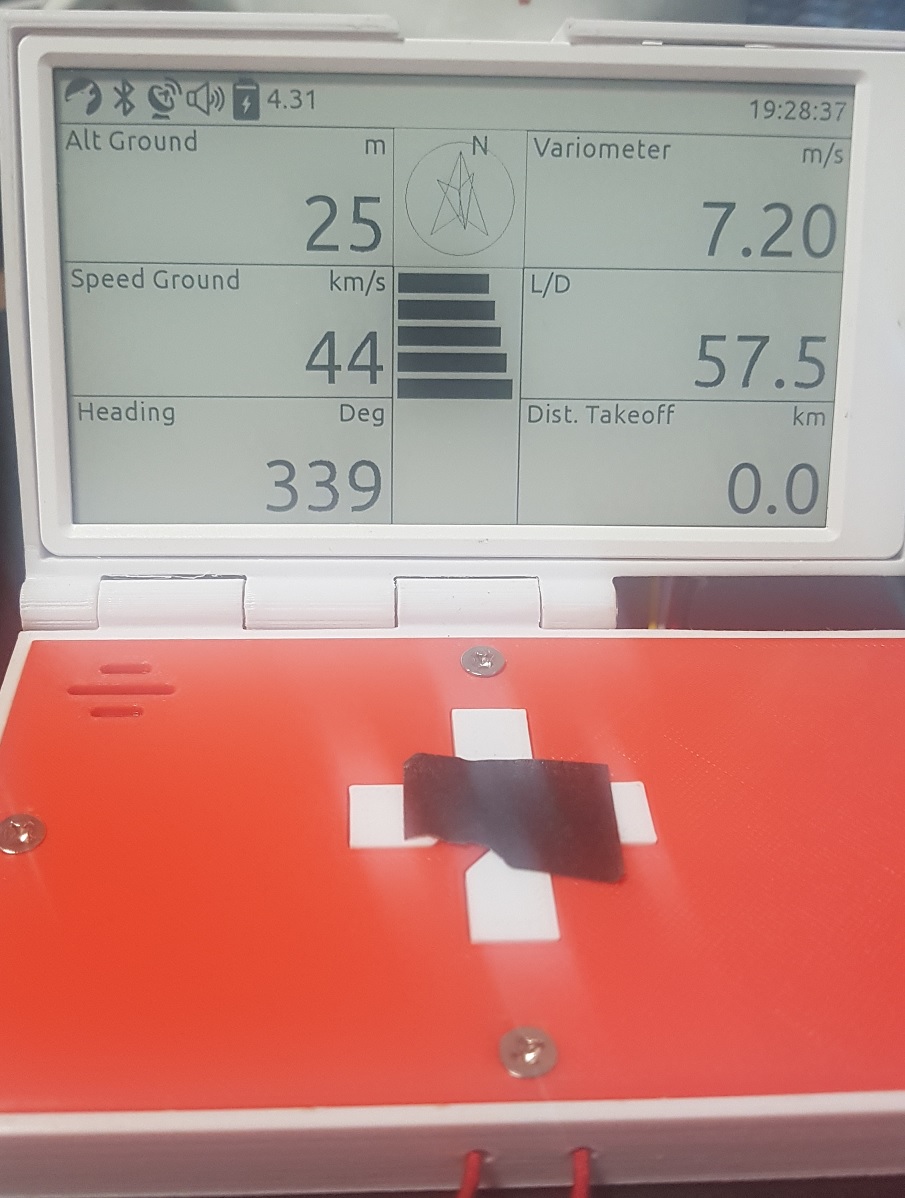 4.31 19:28:37
Alt Ground m
25
N
Variometer m/s
7.20
Speed Ground km/s
44
L/D
57.5
Heading Deg
339
Dist. Takeoff km
0.0